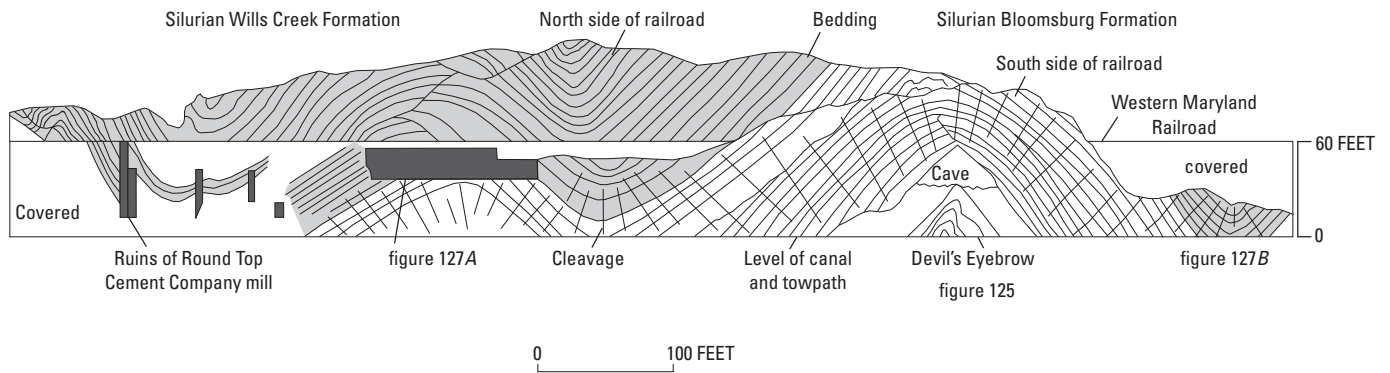 Silurian Wills Creek Formation
North side of railroad
Bedding
Silurian Bloomsburg Formation
South side of railroad
Western Maryland
Railroad
60 FEET
covered
Cave
Covered
0
Ruins of Round Top
Cement Company mill
figure 127A
Cleavage
Level of canal
and towpath
Devil's Eyebrow
figure 125
figure 127B
0
100 FEET